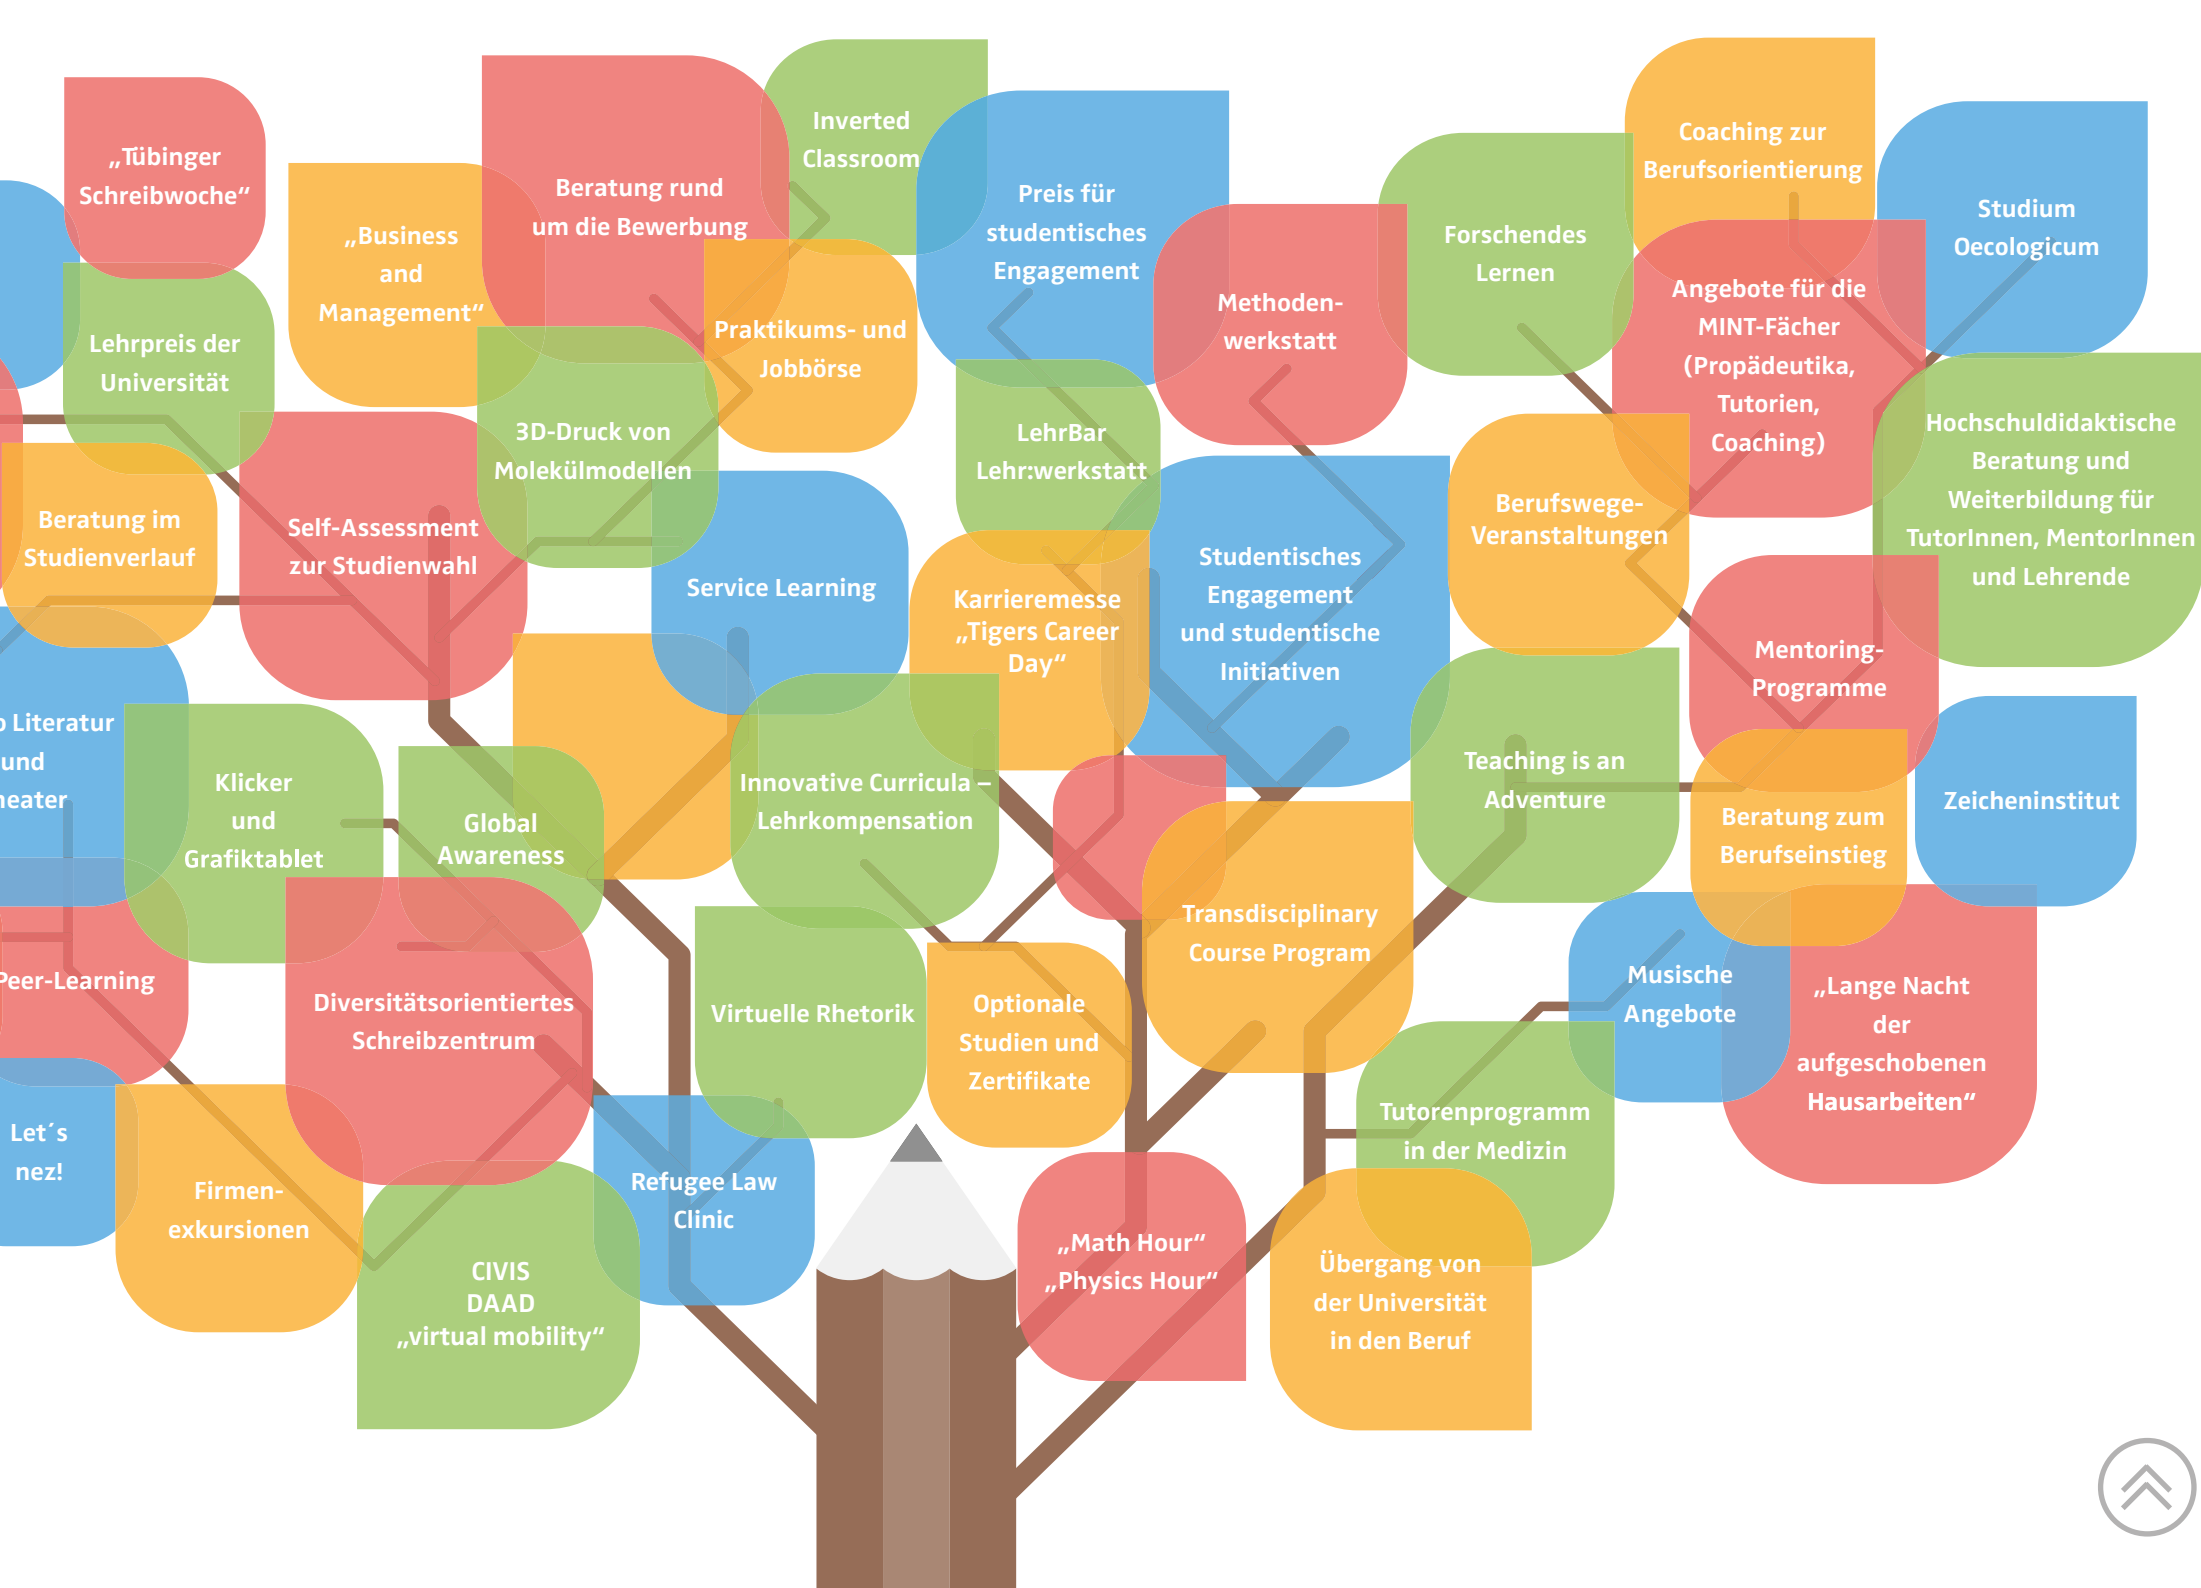 „Tübinger
Schreibwoche“
„Business
and
Management“
Beratung rund
um die Bewerbung
Inverted
Classroom
Preis für
studentisches
Engagement
Methoden-
werkstatt
Forschendes
Lernen
Coaching zur
Berufsorientierung
Studium
Oecologicum
Angebote für die
MINT-Fächer
(Propädeutika,
Tutorien,
Coaching)
Lehrpreis der
Universität
Praktikums- und
Jobbörse
3D-Druck von
Molekülmodellen
LehrBar
Lehr:werkstatt
Hochschuldidaktische
Beratung und
Weiterbildung für
TutorInnen, MentorInnen
und Lehrende
Beratung im
Studienverlauf
Self-Assessment
zur Studienwahl
Service Learning
Karrieremesse
„Tigers Career
Day“
Studentisches
Engagement
und studentische
Initiativen
Berufswege-
Veranstaltungen
Mentoring-
Programme
Literatur
und
Klicker
und
Grafiktablet
Global
Awareness
Innovative Curricula –
Lehrkompensation
Teaching is an
Adventure
Beratung zum
Berufseinstieg
Zeicheninstitut
Peer-Learning
Diversitätsorientiertes
Schreibzentrum
Virtuelle Rhetorik
Optionale
Studien und
Zertifikate
Transdisciplinary
Course Program
Musische
Angebote
„Lange Nacht
der
aufgeschobenen
Hausarbeiten“
Let´s
nez!
Firmen-
exkursionen
CIVIS
DAAD
„virtual mobility“
Refugee Law
Clinic
„Math Hour“
„Physics Hour“
Tutorenprogramm
in der Medizin
Übergang von
der Universität
in den Beruf